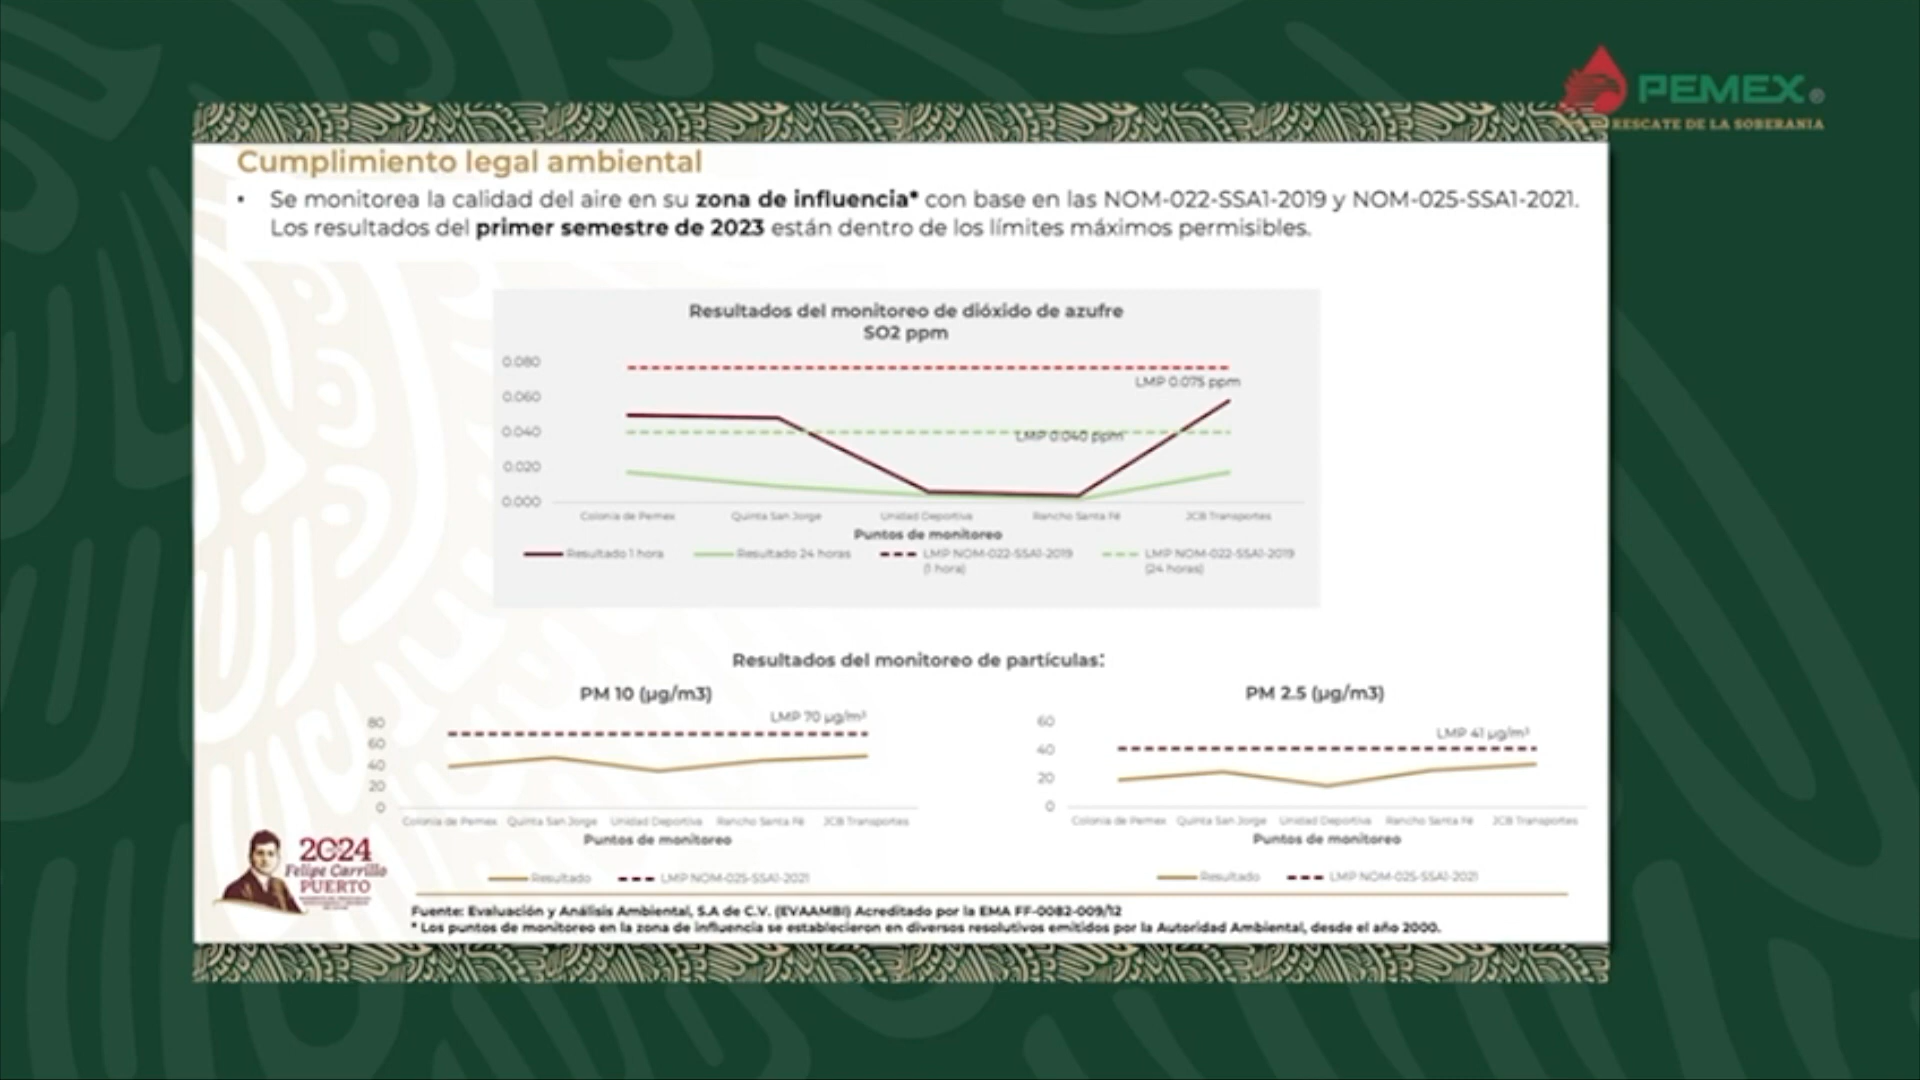 PEMEX®
RESCATE DE LA SOBERANIA
Cumplimiento legal ambiental
• Se monitorea la calidad del aire en su zona de influencia* con base en las NOM-022-SSA1-2019 y NOM-025-SSA1-2021.
Los resultados del primer semestre de 2023 están dentro de los límites máximos permisibles.
Resultados del monitoreo de dióxido de azufre
SO2 ppm
0.080
LMP 0.075 ppm
0.060
0.040
LMP 0.040 ppm
0.020
0.000
Colonia de Pemex Quinta San Jorge Unidad Deportiva Rancho Santa Fé JCB Transportes
Puntos de monitoreo
Resultado 1 hora Resultado 24 horas LMP NOM-022-SSA1-2019 LMP NOM-022-SSA1-2019
(1 hora) (24 horas)
Resultados del monitoreo de partículas:
PM 10 (µg/m3)
LMP 70 µg/m³
80
60
40
20
0
Colonia de Pemex Quinta San Jorge Unidad Deportiva Rancho Santa Fé JCB Transportes
Puntos de monitoreo
Resultado LMP NOM-025-SSA1-2021
PM 2.5 (µg/m3)
60
LMP 41 µg/m³
40
20
0
Colonia de Pemex Quinta San Jorge Unidad Deportiva Rancho Santa Fé JCB Transportes
Puntos de monitoreo
Resultado LMP NOM-025-SSA1-2021
2024
Felipe Carrillo
PUERTO
Fuente: Evaluación y Análisis Ambiental, S.A de C.V. (EVAAMBI) Acreditado por la EMA FF-0082-009/12
* Los puntos de monitoreo en la zona de influencia se establecieron en diversos resolutivos emitidos por la Autoridad Ambiental, desde el año 2000.